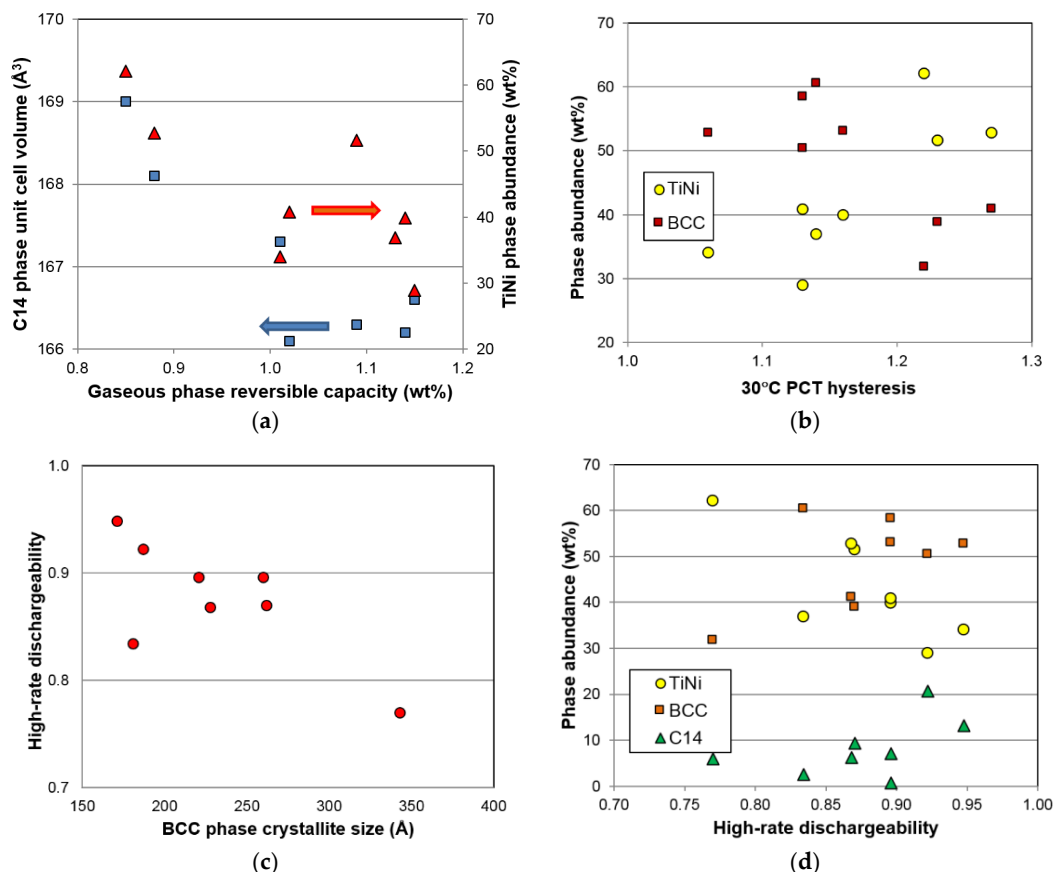 170
169
168
167
166
C14 phase unit cell volume (Å³)
70
60
50
40
30
20
TiNi phase abundance (wt%)
0.8 0.9 1.0 1.1 1.2
Gaseous phase reversible capacity (wt%)
(a)
70
60
50
40
30
20
Phase abundance (wt%)
TiNi
BCC
1.0 1.1 1.2 1.3
30°C PCT hysteresis
(b)
1.0
0.9
0.8
0.7
High-rate dischargeability
150 200 250 300 350 400
BCC phase crystallite size (Å)
(c)
70
60
50
40
30
20
10
0
Phase abundance (wt%)
TiNi
BCC
C14
0.70 0.75 0.80 0.85 0.90 0.95 1.00
High-rate dischargeability
(d)